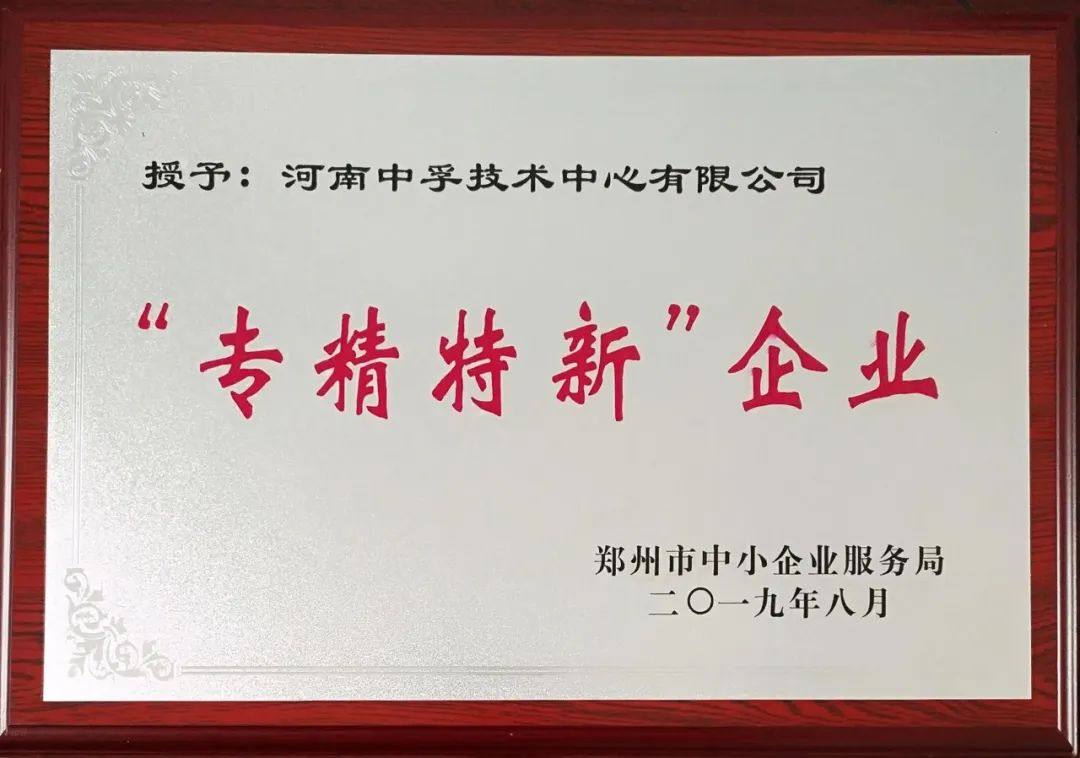 授予：河南中孚技术中心有限公司
“专精特新”企业
郑州市中小企业服务局
二〇一九年八月